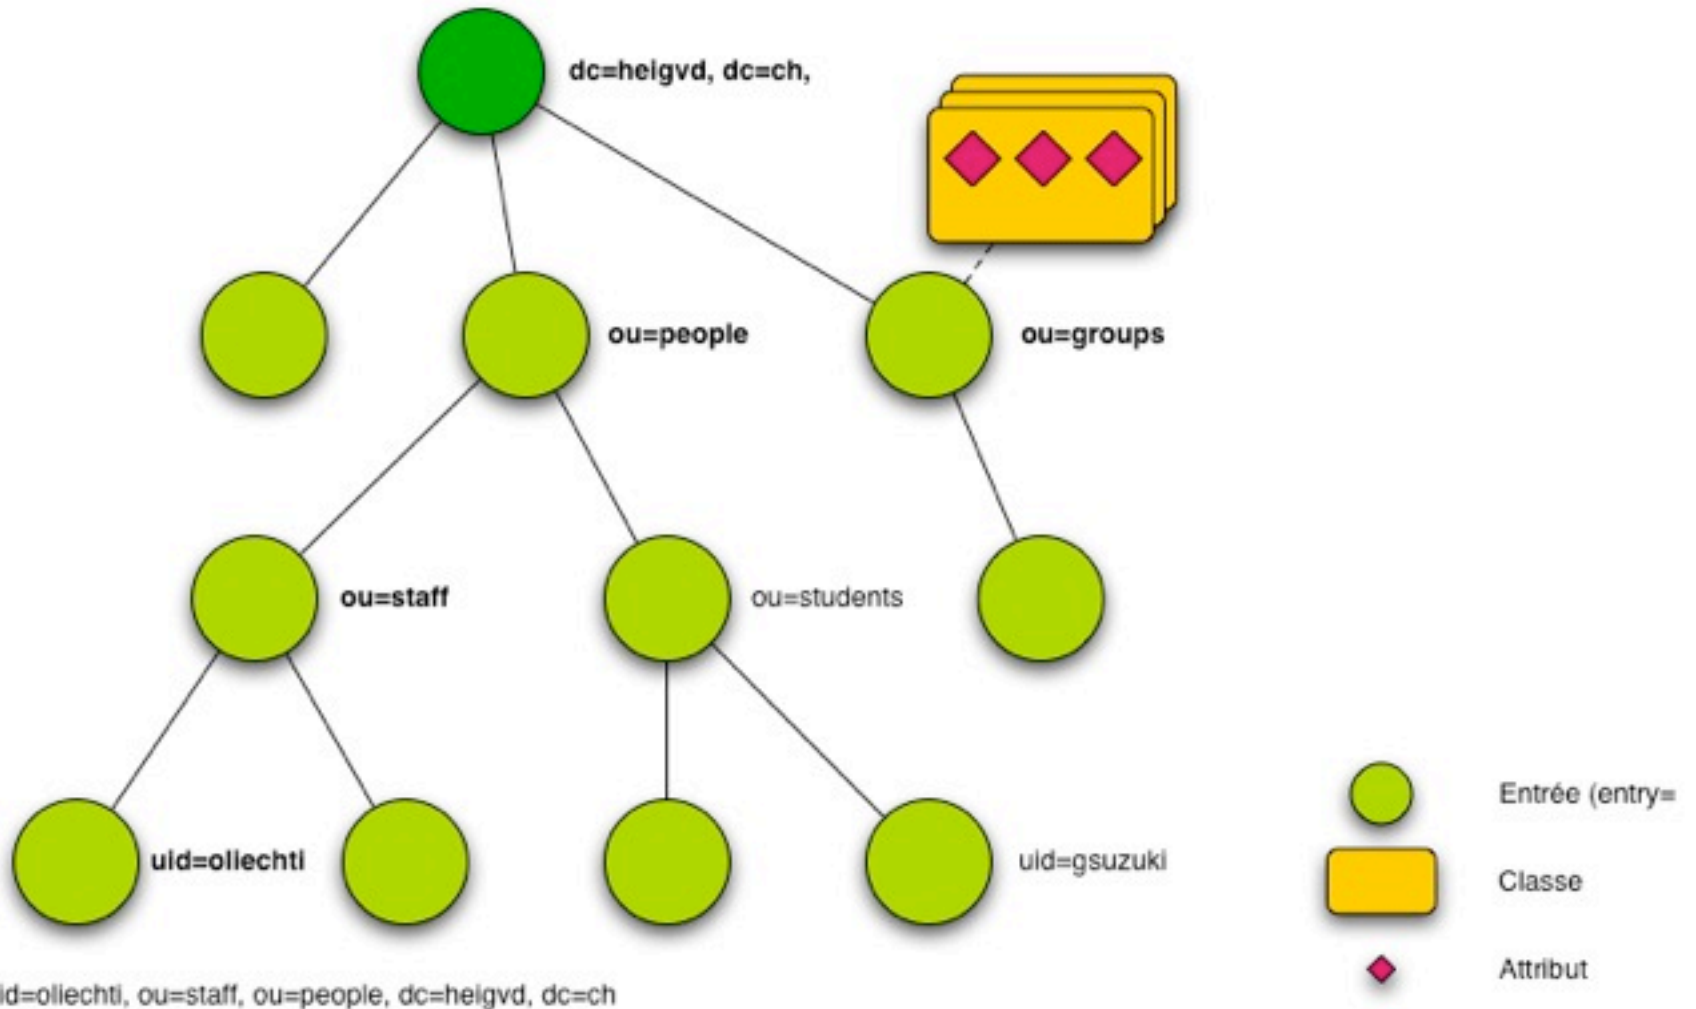 dc=heigvd, dc=ch,
ou=people
ou=groups
ou=staff
ou=students
uid=oliechti
uid=gsuzuki
Entrée (entry=
Classe
Attribut
id=oliechti, ou=staff, ou=people, dc=heigvd, dc=ch